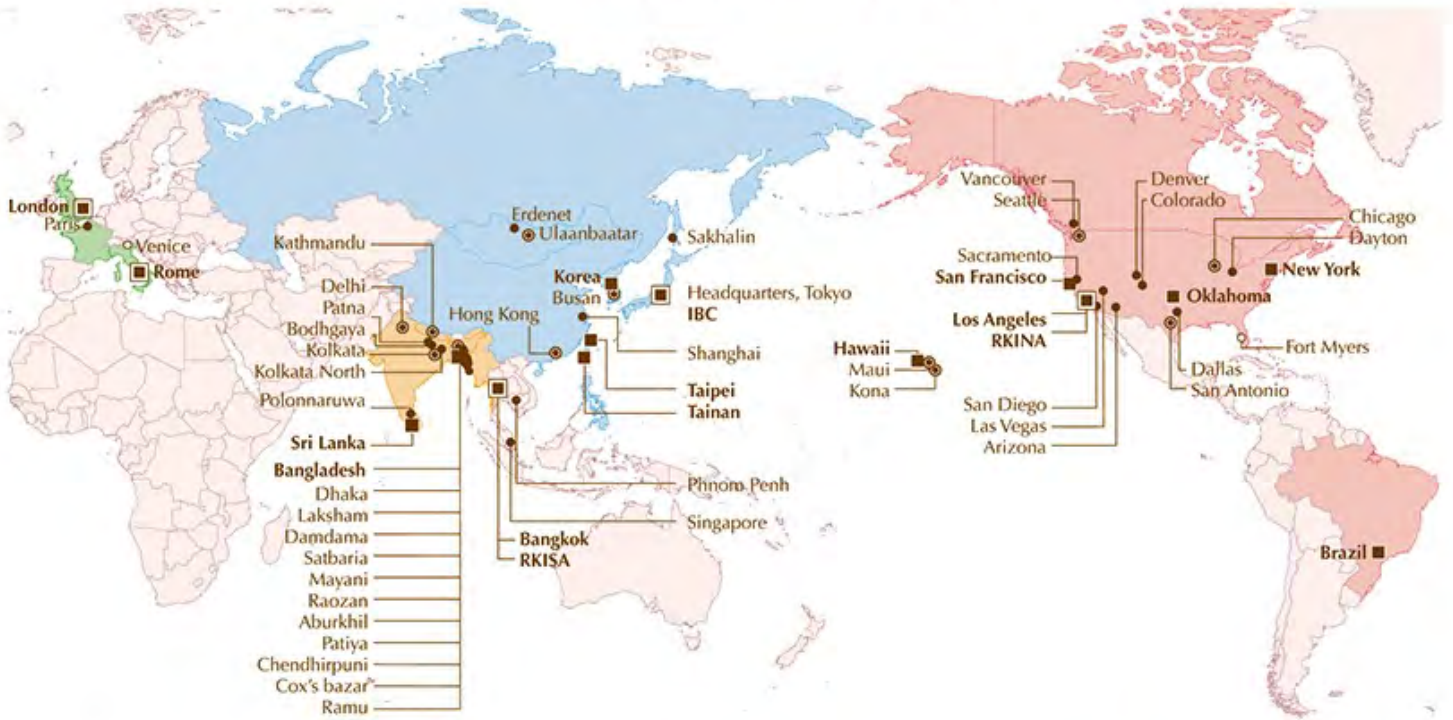 London
Paris
Venice
Rome
Kathmandu
Delhi
Patna
Bodhgaya
Kolkata
Kolkata North
Polonnaruwa
Sri Lanka
Bangladesh
Dhaka
Laksham
Damdama
Satbaria
Mayani
Raozan
Aburkhil
Patiya
Chendhirpuni
Cox's bazar
Ramu
Erdenet
Ulaanbaatar
Sakhalin
Korea
Busan
Headquarters, Tokyo
IBC
Hong Kong
Shanghai
Taipei
Tainan
Phnom Penh
Singapore
Bangkok
RKISA
Vancouver
Seattle
Denver
Colorado
Chicago
Dayton
Sacramento
San Francisco
New York
Oklahoma
Los Angeles
RKINA
Hawaii
Maui
Kona
Fort Myers
Dallas
San Antonio
San Diego
Las Vegas
Arizona
Brazil